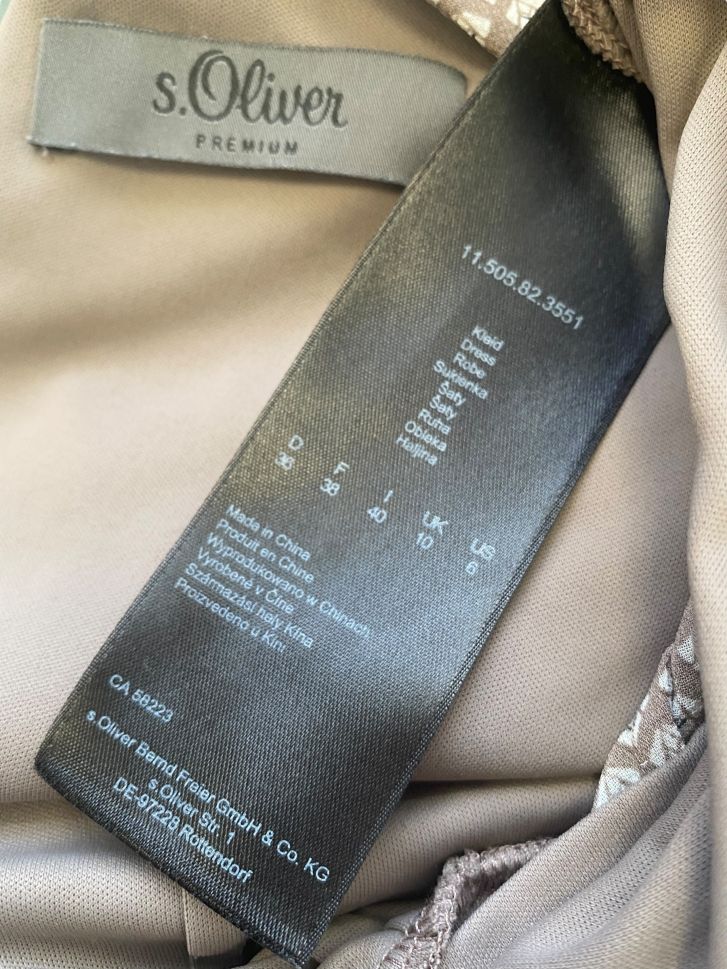 s.Oliver
PREMIUM
11.505.82.3551
Kleid
Dress
Robe
Sukienka
Šaty
Šaty
Ruha
Obleka
Haljina
D F I UK US
36 38 40 10 6
Made in China
Produit en Chine
Wyprodukowano w Chinach
Vyrobené v Číne
Származási hely Kína
Proizvedeno u Kini
CA 58223
s.Oliver Bernd Freier GmbH & Co. KG
s.Oliver Str. 1
DE-97228 Rottendorf